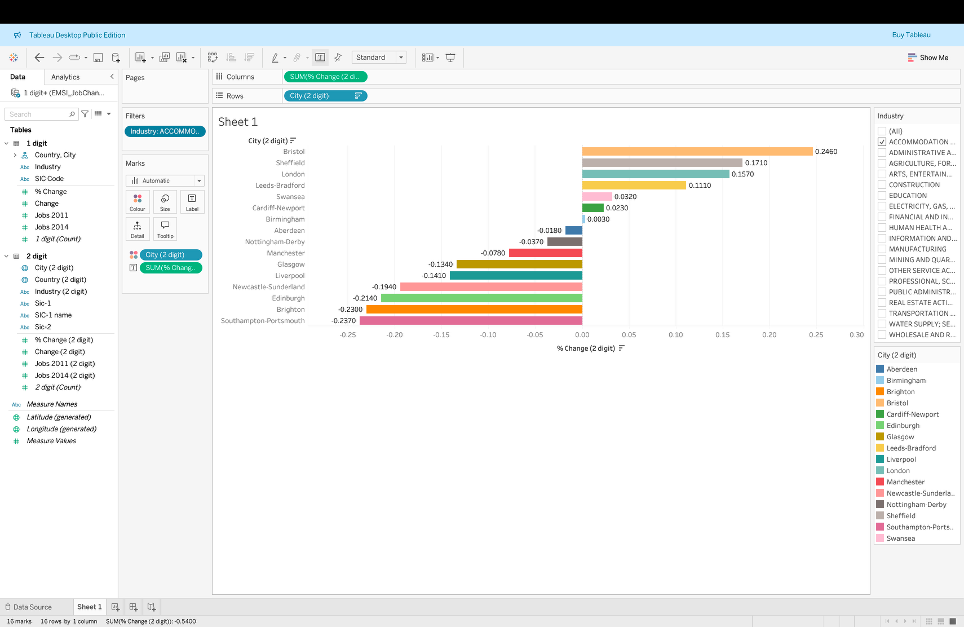 Tableau Desktop Public Edition
Buy Tableau
Standard
Show Me
Data
Analytics
Pages
Columns
SUM(% Change (2 di..
Rows
City (2 digit)
1 digit+ (EMSI_JobChan...
Search
Tables
1 digit
Country, City
Abc Industry
Abc SIC Code
% Change
Change
Jobs 2011
Jobs 2014
1 digit (Count)
2 digit
City (2 digit)
Country (2 digit)
Abc Industry (2 digit)
Abc Sic-1
Abc SIC-1 name
Abc Sic-2
% Change (2 digit)
Change (2 digit)
Jobs 2011 (2 digit)
Jobs 2014 (2 digit)
2 digit (Count)
Abc Measure Names
Latitude (generated)
Longitude (generated)
Measure Values
Filters
Industry: ACCOMMO..
Marks
Automatic
Colour
Size
Label
Detail
Tooltip
City (2 digit)
SUM(% Chang..
Sheet 1
City (2 digit)
Bristol 0.2460
Sheffield 0.1710
London 0.1570
Leeds-Bradford 0.1110
Swansea 0.0320
Cardiff-Newport 0.0230
Birmingham 0.0030
Aberdeen -0.0180
Nottingham-Derby -0.0370
Manchester -0.0780
Glasgow -0.1340
Liverpool -0.1410
Newcastle-Sunderland -0.1940
Edinburgh -0.2140
Brighton -0.2300
Southampton-Portsmouth -0.2370
-0.25 -0.20 -0.15 -0.10 -0.05 0.00 0.05 0.10 0.15 0.20 0.25 0.30
% Change (2 digit)
Industry
(All)
ACCOMMODATION ...
ADMINISTRATIVE A...
AGRICULTURE, FOR...
ARTS, ENTERTAIN...
CONSTRUCTION
EDUCATION
ELECTRICITY, GAS, ...
FINANCIAL AND IN...
HUMAN HEALTH A...
INFORMATION AND...
MANUFACTURING
MINING AND QUAR...
OTHER SERVICE AC...
PROFESSIONAL, SC...
PUBLIC ADMINISTR...
REAL ESTATE ACTI...
TRANSPORTATION ...
WATER SUPPLY; SE...
WHOLESALE AND R...
City (2 digit)
Aberdeen
Birmingham
Brighton
Bristol
Cardiff-Newport
Edinburgh
Glasgow
Leeds-Bradford
Liverpool
London
Manchester
Newcastle-Sunderla...
Nottingham-Derby
Sheffield
Southampton-Ports...
Swansea
Data Source
Sheet 1
16 marks 16 rows by 1 column SUM(% Change (2 digit)): -0.5400